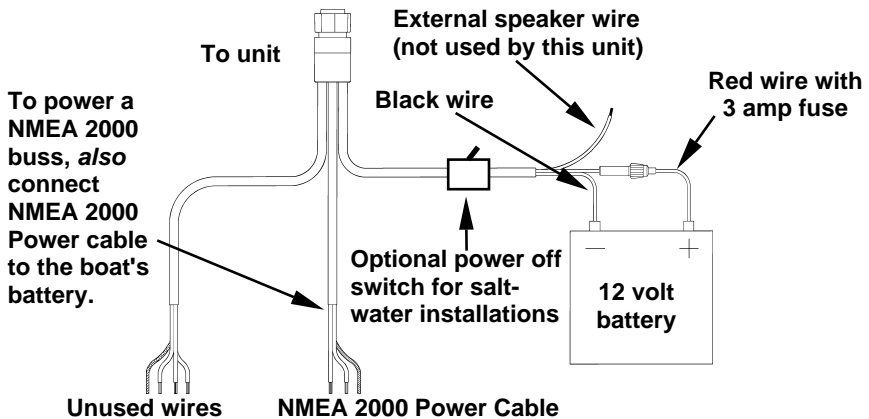 External speaker wire
(not used by this unit)
To unit
Red wire with
3 amp fuse
Black wire
To power a
NMEA 2000
buss, also
connect
NMEA 2000
Power cable
to the boat's
battery.
Optional power off
switch for salt-
water installations
– +
12 volt
battery
Unused wires
NMEA 2000 Power Cable